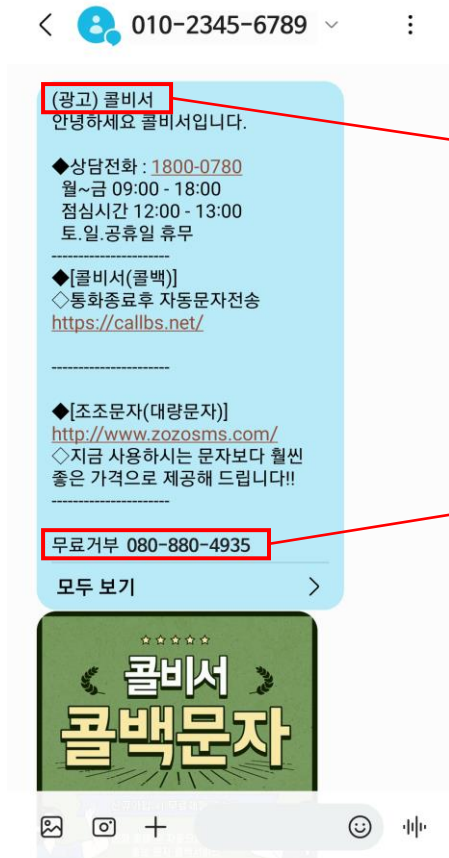 010-2345-6789
(광고) 콜비서
안녕하세요 콜비서입니다.
◆상담전화 : 1800-0780
월~금 09:00 - 18:00
점심시간 12:00 - 13:00
토.일.공휴일 휴무
----------------------
◆[콜비서(콜백)]
◇통화종료후 자동문자전송
https://callbs.net/
----------------------
◆[조조문자(대량문자)]
http://www.zozosms.com/
◇지금 사용하시는 문자보다 훨씬
좋은 가격으로 제공해 드립니다!!
----------------------
무료거부 080-880-4935
모두 보기
콜비서
콜백문자